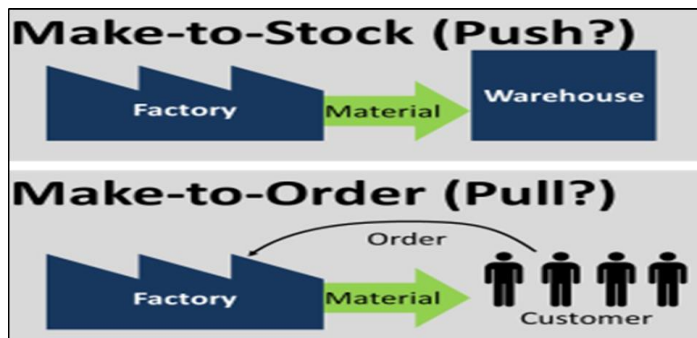 Make-to-Stock (Push?)
Factory
Material
Warehouse
Make-to-Order (Pull?)
Order
Factory
Material
Customer